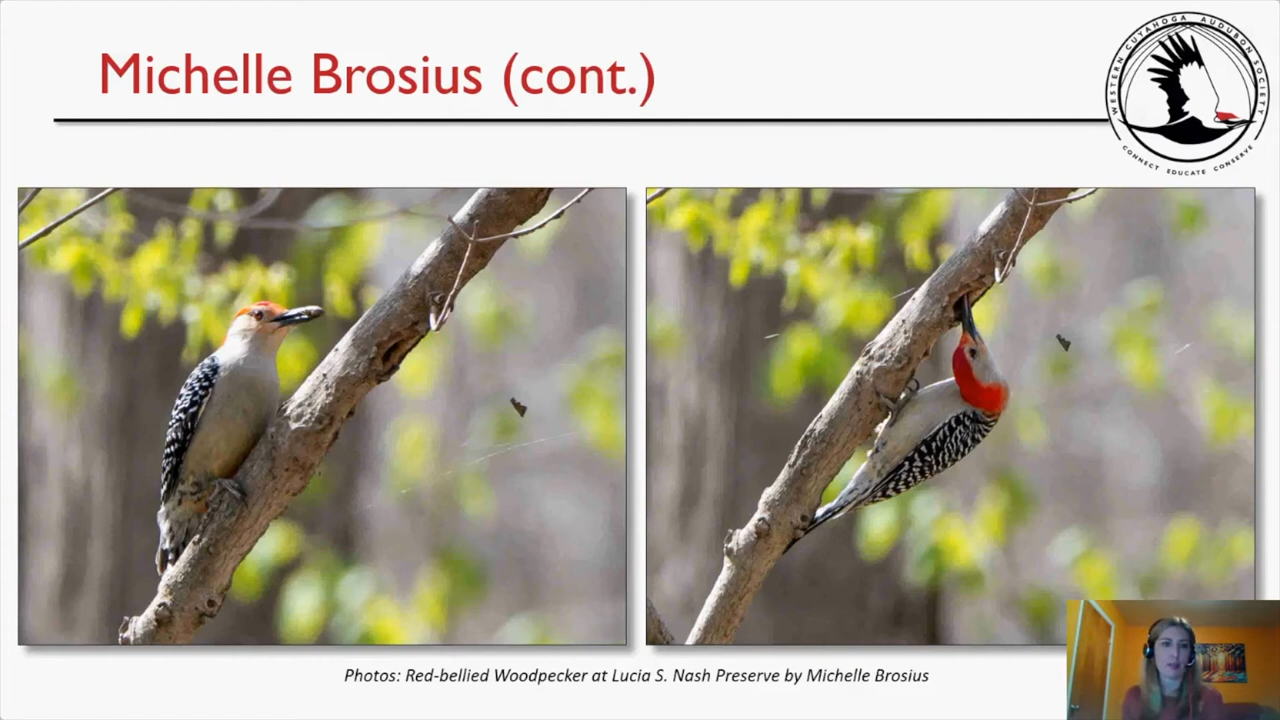 Michelle Brosius (cont.)
WESTERN CUYAHOGA AUDUBON SOCIETY
CONNECT EDUCATE CONSERVE
Photos: Red-bellied Woodpecker at Lucia S. Nash Preserve by Michelle Brosius